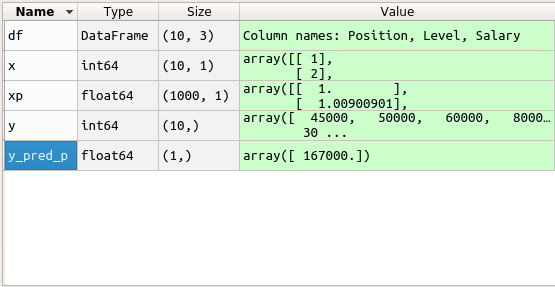 Name Type Size Value
df DataFrame (10, 3) Column names: Position, Level, Salary
x int64 (10, 1) array([[ 1],
[ 2],
xp float64 (1000, 1) array([[ 1. ],
[ 1.00900901],
y int64 (10,) array([ 45000, 50000, 60000, 8000…
30 ...
y_pred_p float64 (1,) array([ 167000.])